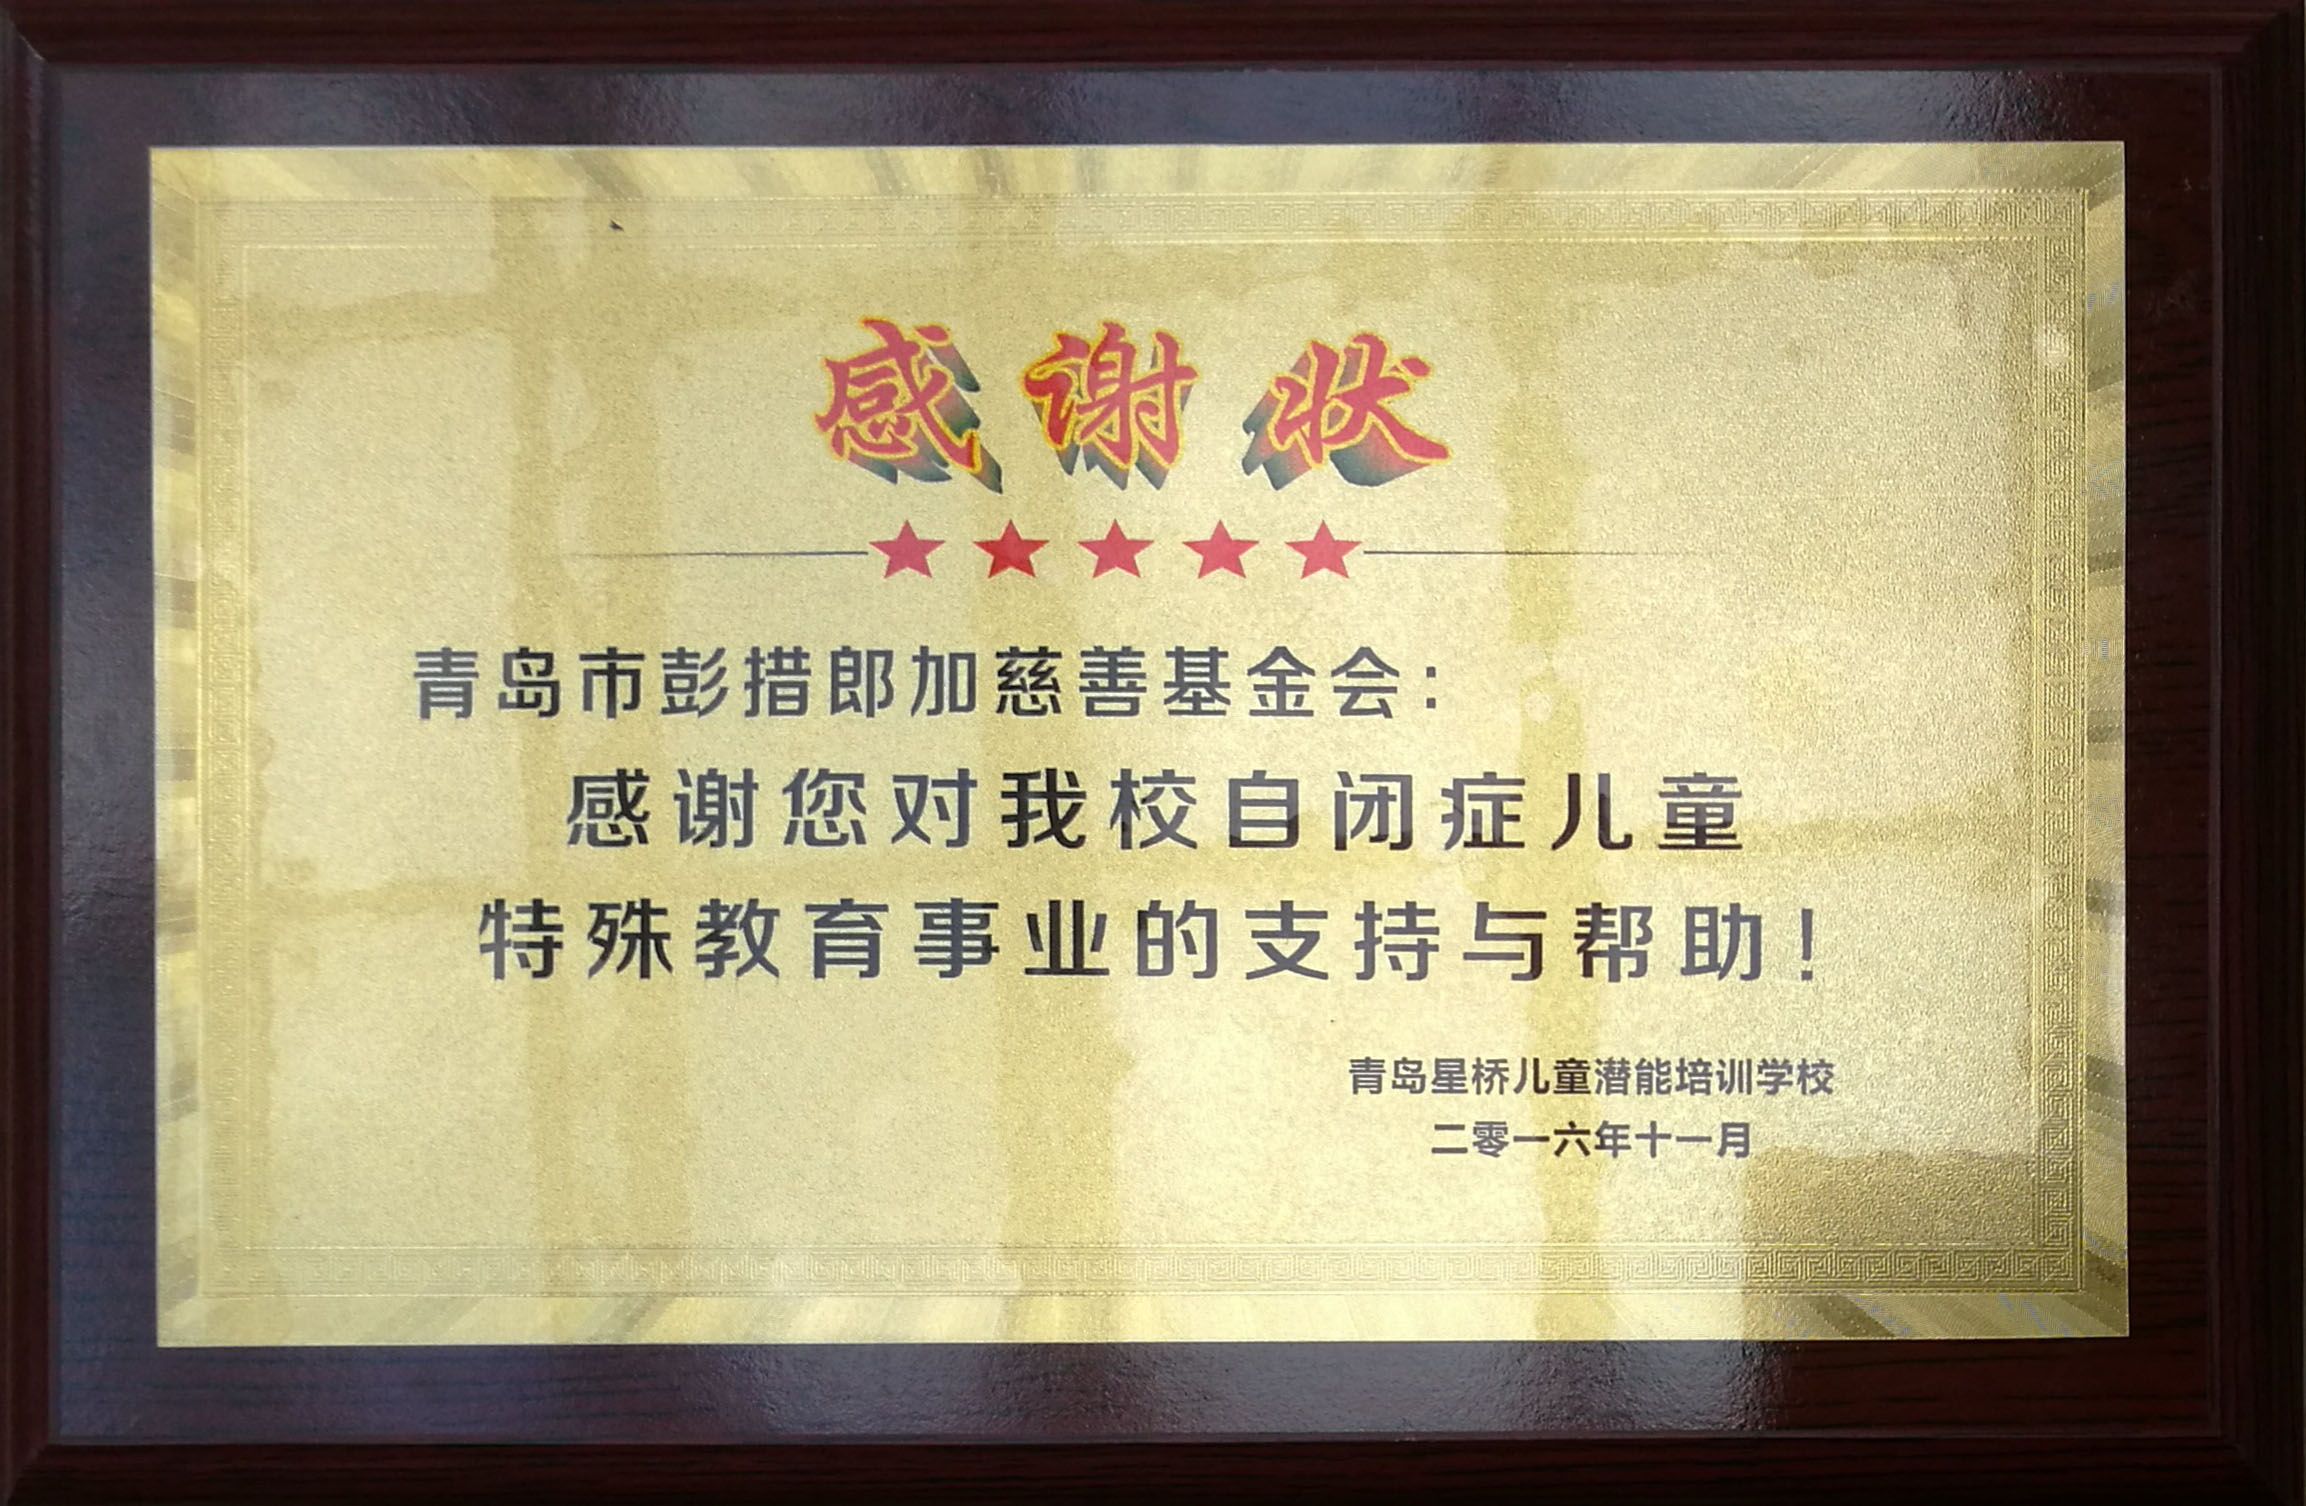 感谢状
青岛市彭措郎加慈善基金会：
感谢您对我校自闭症儿童
特殊教育事业的支持与帮助！
青岛星桥儿童潜能培训学校
二零一六年十一月